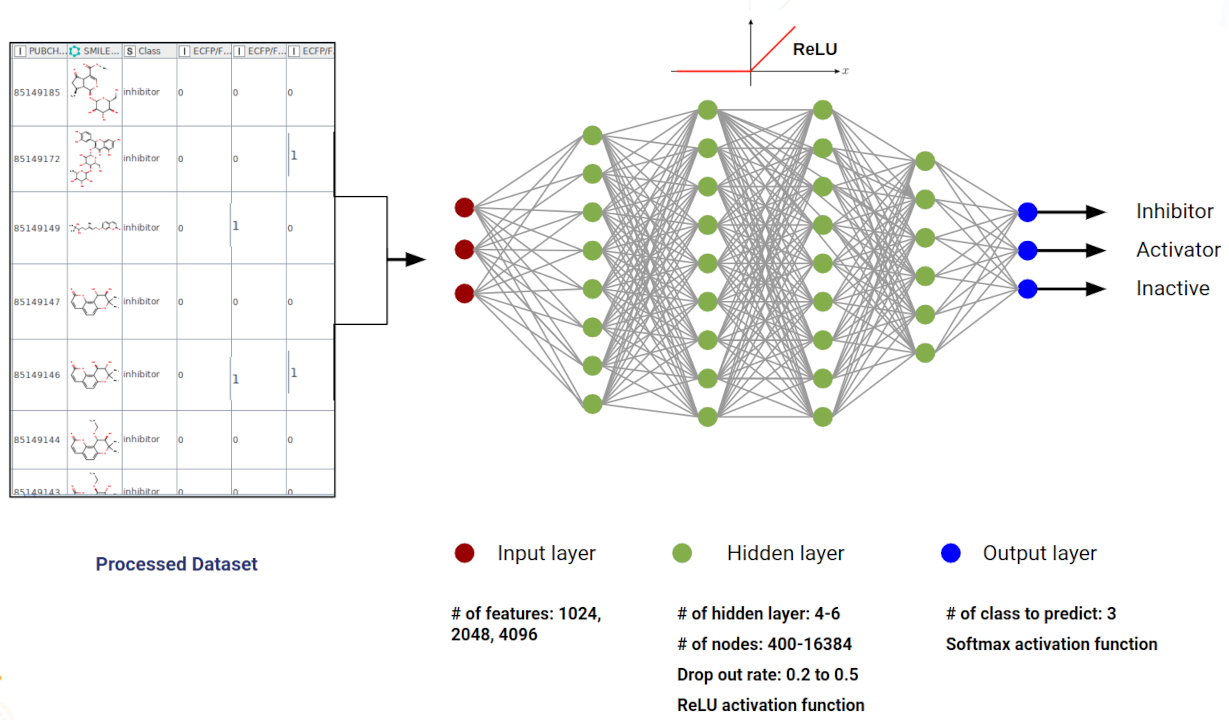 PUBCH... SMILE... Class ECFP/F... ECFP/F... ECFP/F
85149185 inhibitor 0 0 0
85149172 inhibitor 0 0 1
85149149 inhibitor 0 1 0
85149147 inhibitor 0 0 0
85149146 inhibitor 0 1 1
85149144 inhibitor 0 0 0
85149143 inhibitor 0 0 0
Processed Dataset
ReLU
x
Inhibitor
Activator
Inactive
Input layer
# of features: 1024,
2048, 4096
Hidden layer
# of hidden layer: 4-6
# of nodes: 400-16384
Drop out rate: 0.2 to 0.5
ReLU activation function
Output layer
# of class to predict: 3
Softmax activation function